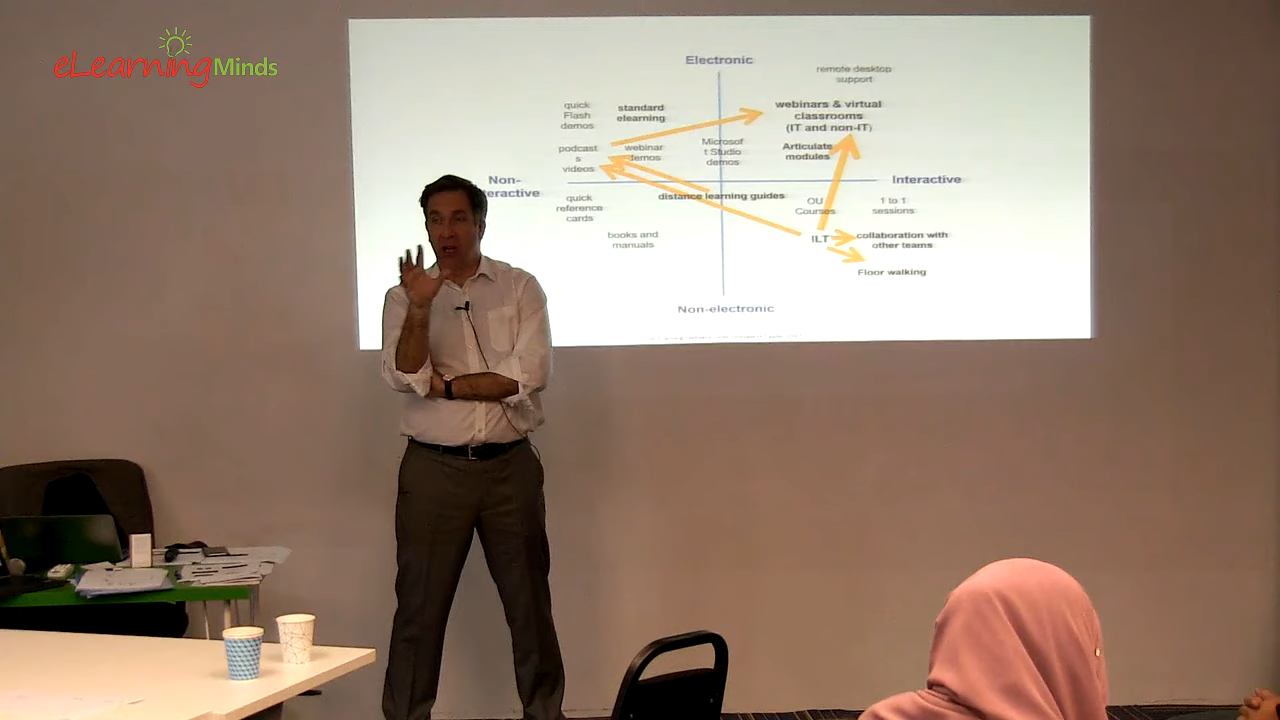 eLearningMinds
Electronic
remote desktop
support
quick
Flash
demos
standard
elearning
webinars & virtual
classrooms
(IT and non-IT)
podcast
s
videos
webinar
demos
Microsof
t Studio
demos
Articulate
modules
Non-
Interactive
distance learning guides
quick
reference
cards
OU
Courses
1 to 1
sessions
books and
manuals
ILT
collaboration with
other teams
Floor walking
Non-electronic